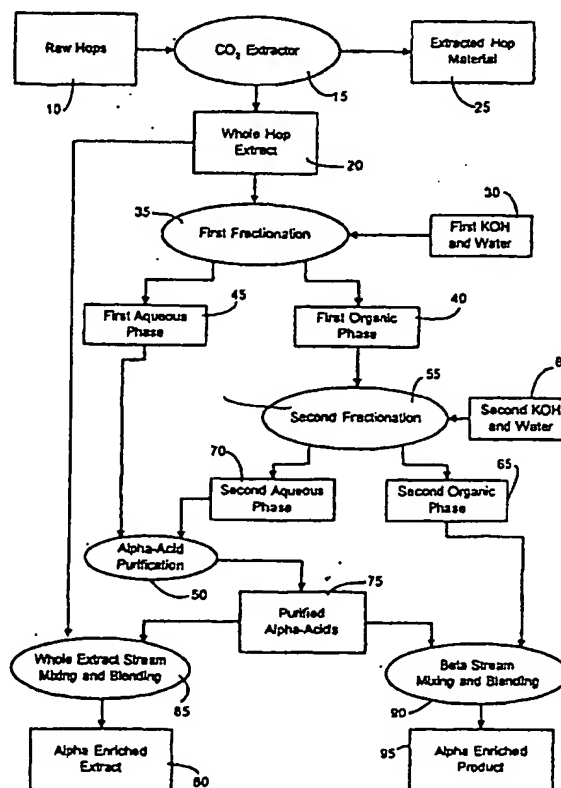 Raw Hops
10
CO₂ Extractor
15
Extracted Hop
Material
25
Whole Hop
Extract
20
35
First Fractionation
30
First KOH
and Water
First Aqueous
Phase
45
First Organic
Phase
40
55
Second Fractionation
Second KOH
and Water
70
Second Aqueous
Phase
Second Organic
Phase
65
Alpha-Acid
Purification
50
75
Purified
Alpha-Acids
Whole Extract Stream
Mixing and Blending
85
Beta Stream
Mixing and Blending
90
Alpha Enriched
Extract
80
95
Alpha Enriched
Product